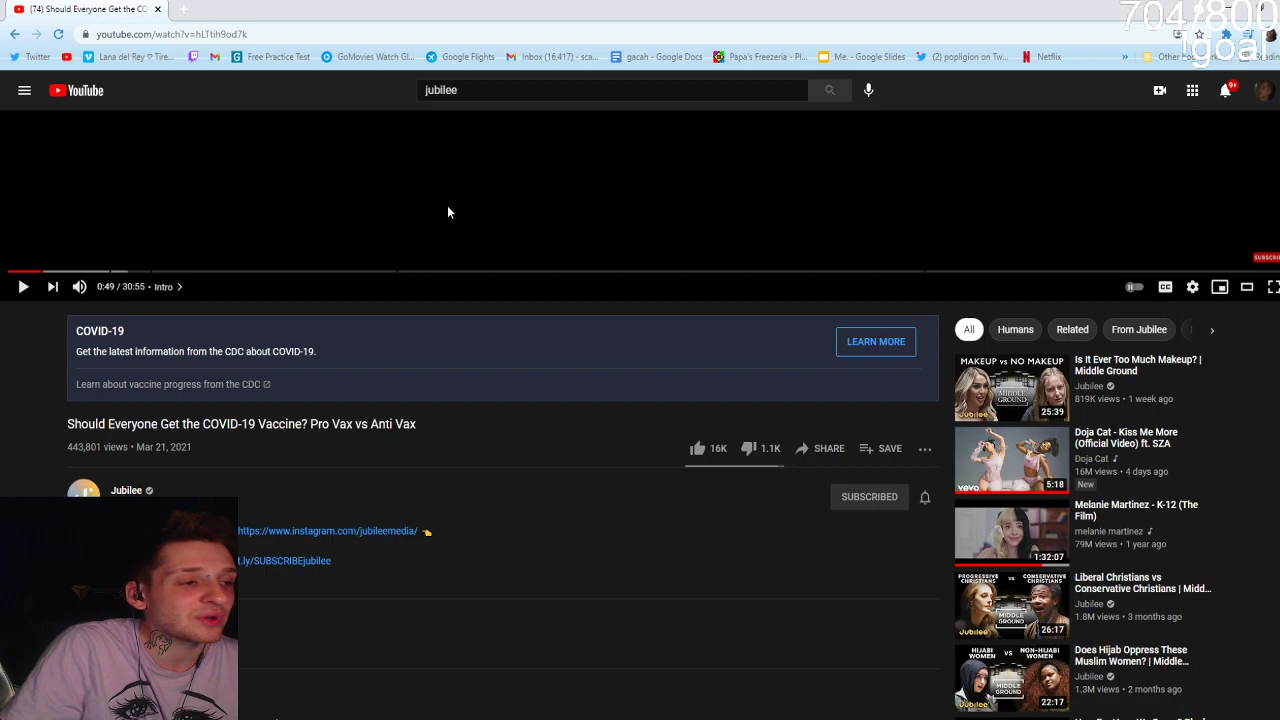 704/800
!goal
(74) Should Everyone Get the CO
youtube.com/watch?v=hLTtih9od7k
Twitter
Lana del Rey ♡ Tire...
Free Practice Test
GoMovies Watch Gl...
Google Flights
Inbox (16,417) - sca...
gacah - Google Docs
Papa's Freezeria - Pl...
Me. - Google Slides
(2) popligion on Tw...
Netflix
»
YouTube
jubilee
9+
SUBSCRIB
0:49 / 30:55 • Intro >
CC
COVID-19
Get the latest information from the CDC about COVID-19.
LEARN MORE
Learn about vaccine progress from the CDC
Should Everyone Get the COVID-19 Vaccine? Pro Vax vs Anti Vax
443,801 views • Mar 21, 2021
16K
1.1K
SHARE
SAVE
Jubilee
SUBSCRIBED
https://www.instagram.com/jubileemedia/
t.ly/SUBSCRIBEjubilee
All
Humans
Related
From Jubilee
MAKEUP vs NO MAKEUP
MIDDLE
GROUND
Jubilee
25:39
Is It Ever Too Much Makeup? |
Middle Ground
Jubilee
819K views • 1 week ago
vevo
5:18
Doja Cat - Kiss Me More
(Official Video) ft. SZA
Doja Cat
16M views • 4 days ago
New
1:32:07
Melanie Martinez - K-12 (The
Film)
melanie martinez
79M views • 1 year ago
PROGRESSIVE
CHRISTIANS
vs
CONSERVATIVE
CHRISTIANS
MIDDLE
GROUND
Jubilee
26:17
Liberal Christians vs
Conservative Christians | Midd...
Jubilee
1.8M views • 3 months ago
HIJABI
WOMEN
VS
NON-HIJABI
WOMEN
MIDDLE
GROUND
Jubilee
22:17
Does Hijab Oppress These
Muslim Women? | Middle...
Jubilee
1.3M views • 2 months ago